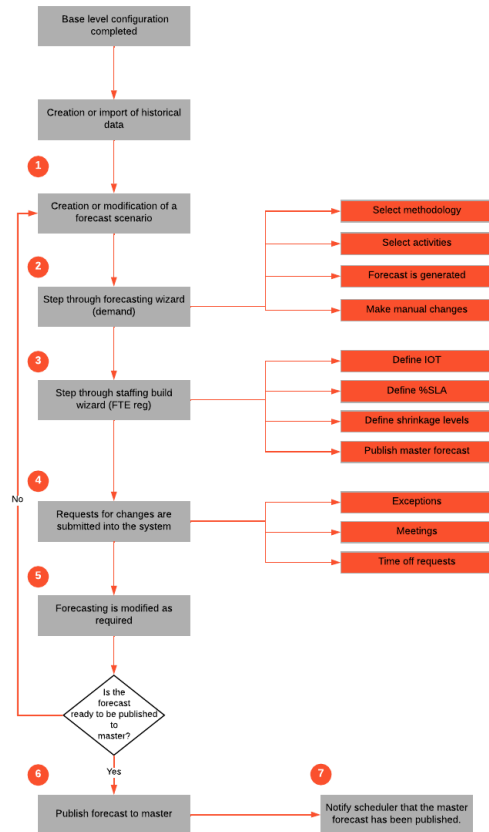 Base level configuration
completed
Creation or import of historical
data
1
Creation or modification of a
forecast scenario
Select methodology
Select activities
2
Forecast is generated
Step through forecasting wizard
(demand)
Make manual changes
3
Define IOT
Step through staffing build
wizard (FTE reg)
Define %SLA
Define shrinkage levels
Publish master forecast
4
No
Requests for changes are
submitted into the system
Exceptions
Meetings
Time off requests
5
Forecasting is modified as
required
Is the
forecast
ready to be published
to
master?
Yes
6
Publish forecast to master
7
Notify scheduler that the master
forecast has been published.